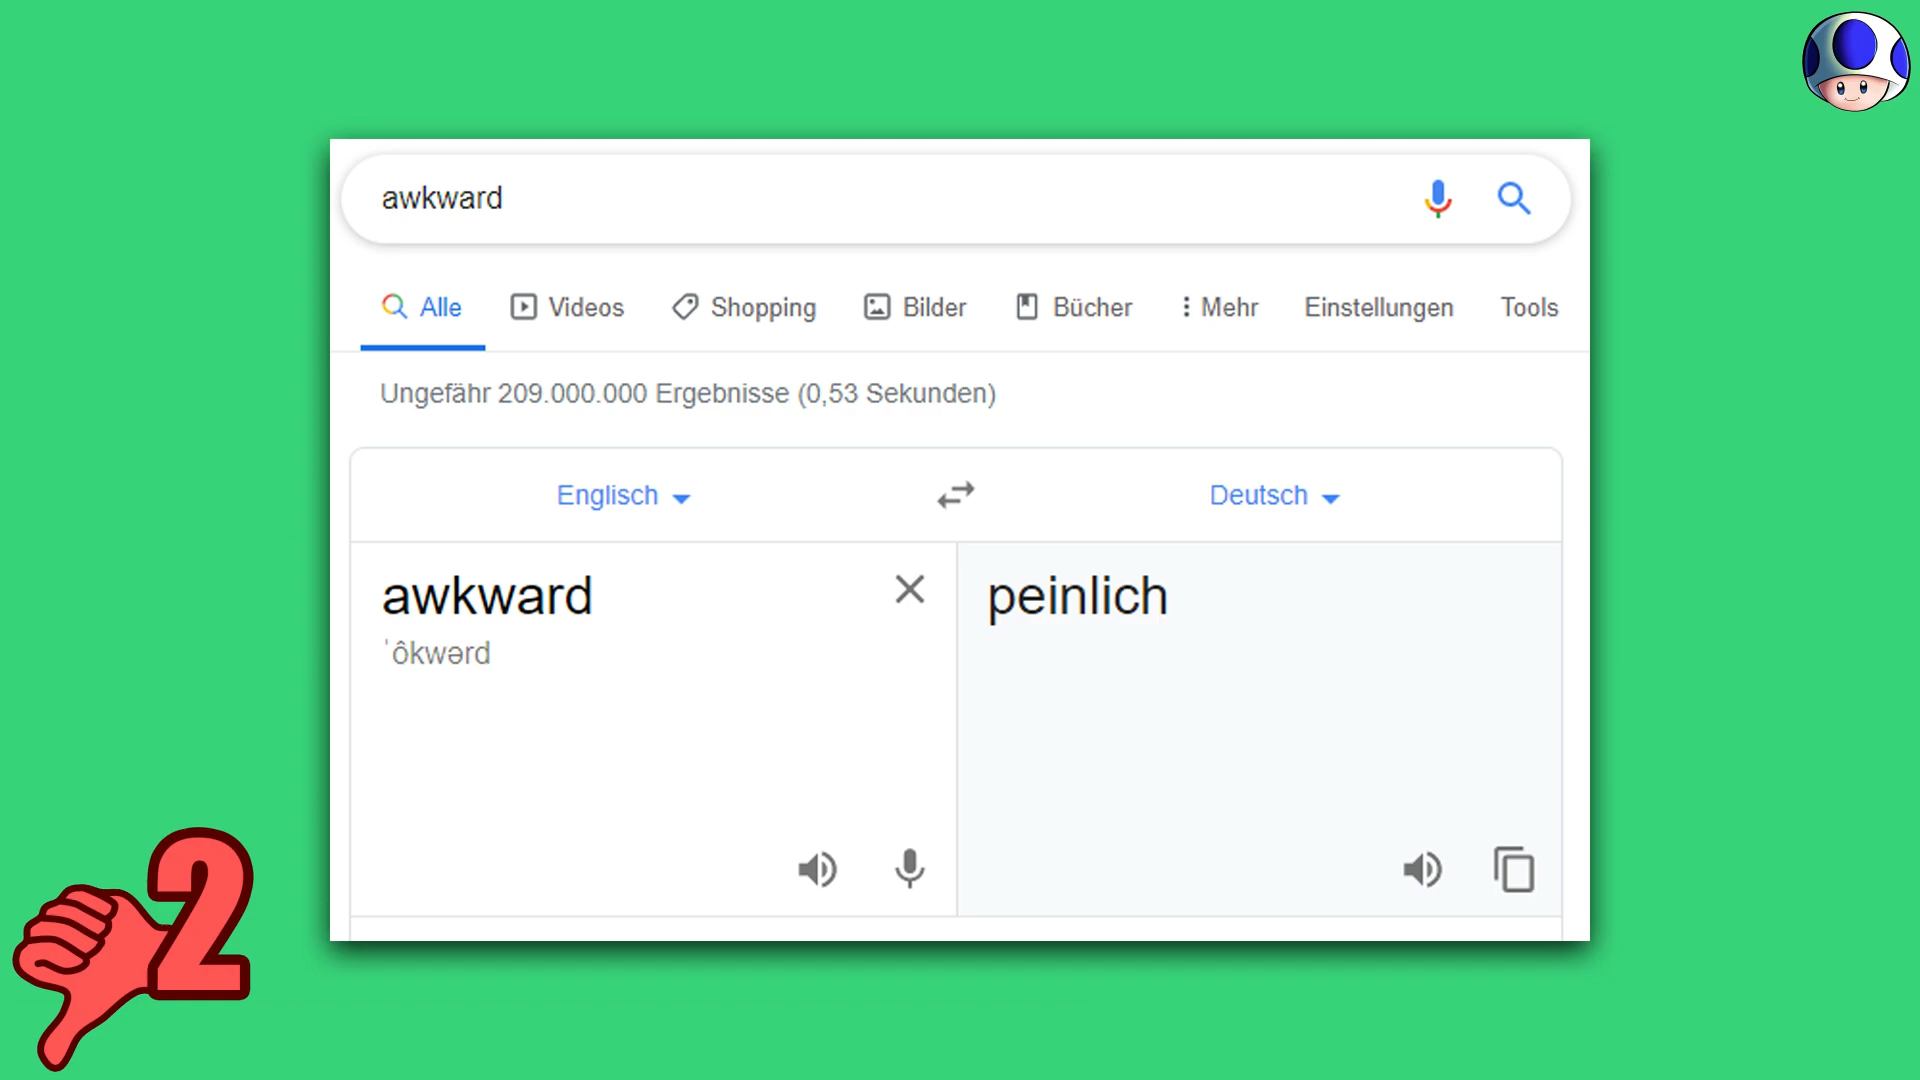 awkward
Alle Videos Shopping Bilder Bücher Mehr Einstellungen Tools
Ungefähr 209.000.000 Ergebnisse (0,53 Sekunden)
Englisch Deutsch
awkward peinlich
ˈôkwərd
2